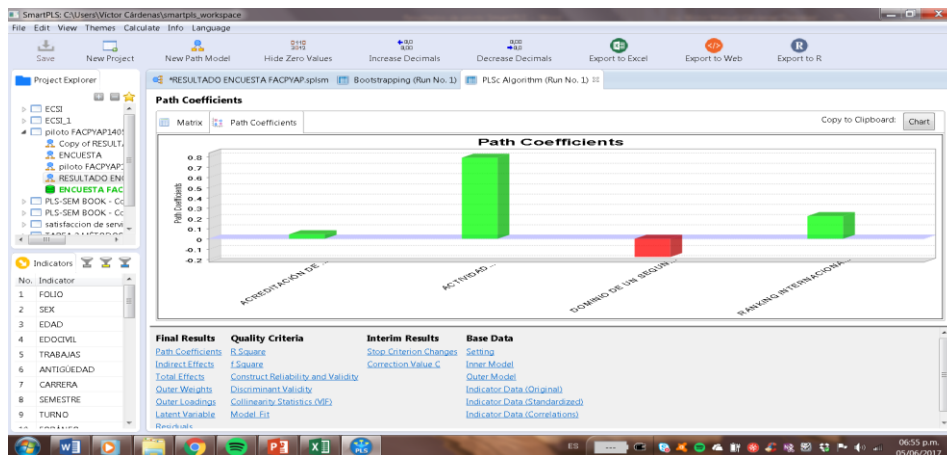 SmartPLS: C:\Users\Víctor Cárdenas\smartpls_workspace
File Edit View Themes Calculate Info Language
Save New Project New Path Model Hide Zero Values Increase Decimals Decrease Decimals Export to Excel Export to Web Export to R
Project Explorer
*RESULTADO ENCUESTA FACPYAP.splsm Bootstrapping (Run No. 1) PLSc Algorithm (Run No. 1)
ECSI
ECSI_1
piloto FACPYAP140
Copy of RESULT
ENCUESTA
piloto FACPYAP
RESULTADO EN
ENCUESTA FAC
PLS-SEM BOOK - Co
PLS-SEM BOOK - Co
satisfaccion de servi
Path Coefficients
Matrix Path Coefficients
Copy to Clipboard: Chart
Path Coefficients
Path Coefficients
0.8
0.7
0.6
0.5
0.4
0.3
0.2
0.1
0
-0.1
-0.2
ACREDITACIÓN DE ...
ACTIVIDAD ...
DOMINIO DE UN SEGUN...
RANKING INTERNACIONA...
Indicators
No. Indicator
1 FOLIO
2 SEX
3 EDAD
4 EDOCIVIL
5 TRABAJAS
6 ANTIGÜEDAD
7 CARRERA
8 SEMESTRE
9 TURNO
Final Results Quality Criteria Interim Results Base Data
Path Coefficients R Square Stop Criterion Changes Setting
Indirect Effects f Square Correction Value C Inner Model
Total Effects Construct Reliability and Validity Outer Model
Outer Weights Discriminant Validity Indicator Data (Original)
Outer Loadings Collinearity Statistics (VIF) Indicator Data (Standardized)
Latent Variable Model Fit Indicator Data (Correlations)
Residuals
PLS
ES
06:55 p.m.
05/06/2017